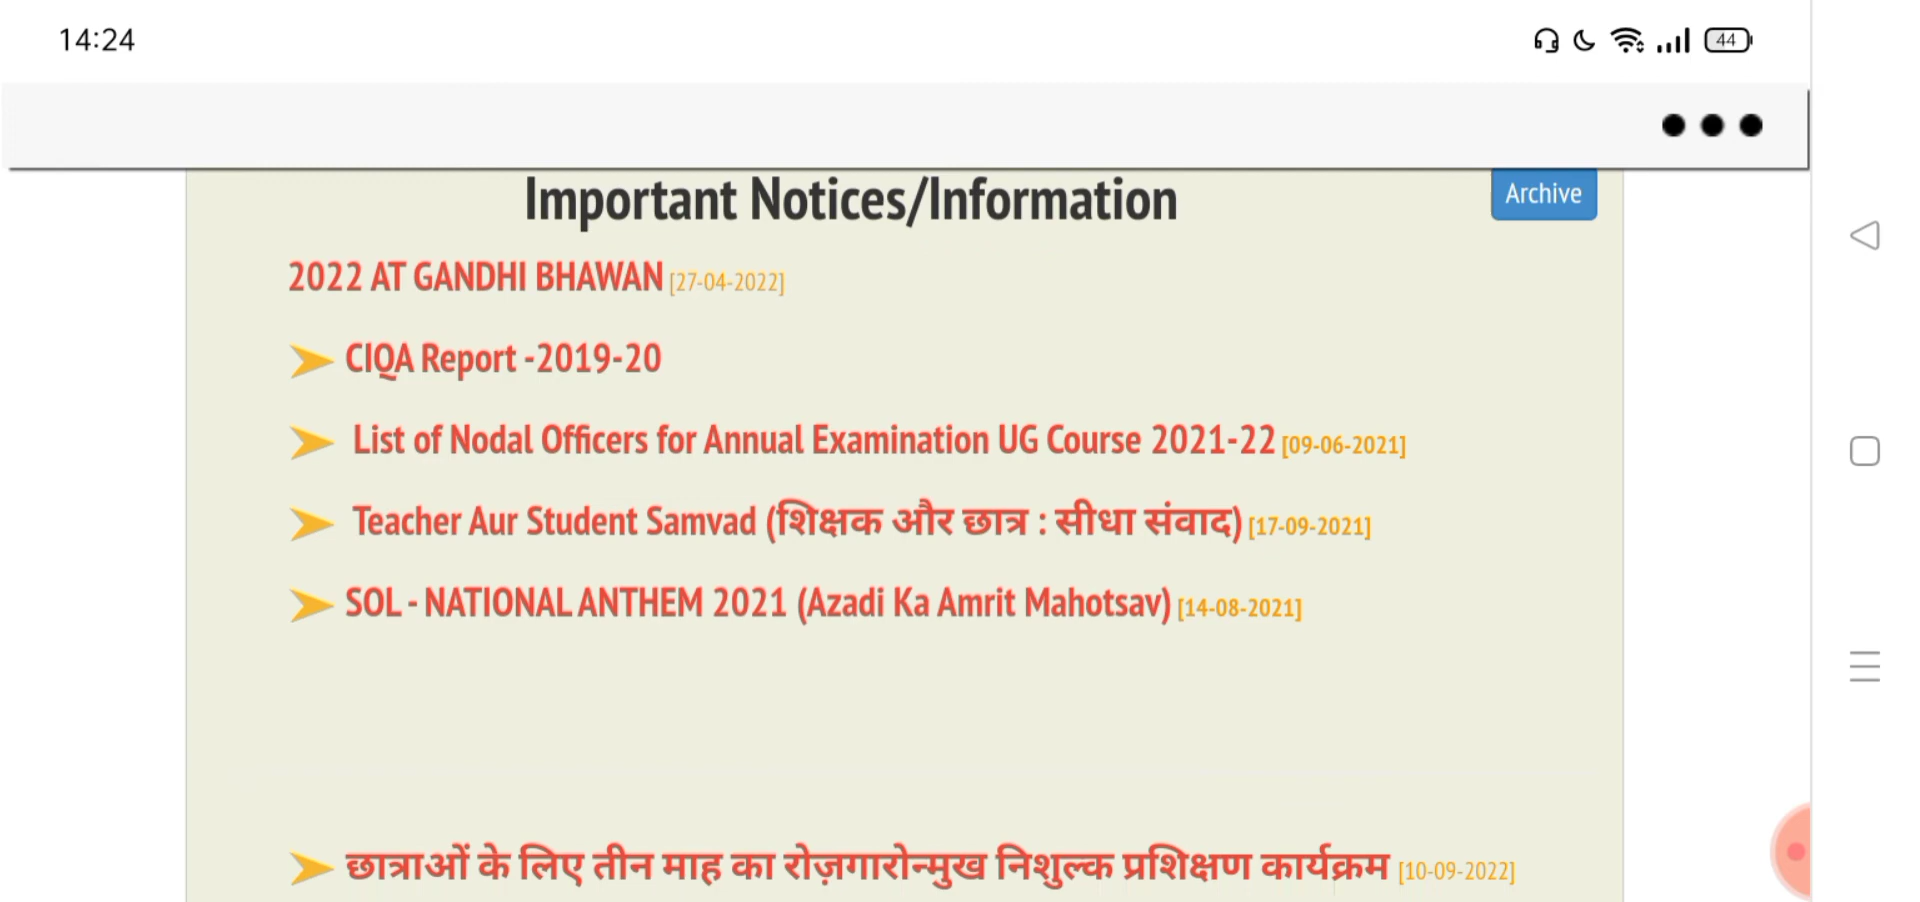 14:24
44
Important Notices/Information
Archive
2022 AT GANDHI BHAWAN [27-04-2022]
CIQA Report -2019-20
List of Nodal Officers for Annual Examination UG Course 2021-22 [09-06-2021]
Teacher Aur Student Samvad (शिक्षक और छात्र : सीधा संवाद) [17-09-2021]
SOL - NATIONAL ANTHEM 2021 (Azadi Ka Amrit Mahotsav) [14-08-2021]
छात्राओं के लिए तीन माह का रोज़गारोन्मुख निशुल्क प्रशिक्षण कार्यक्रम [10-09-2022]